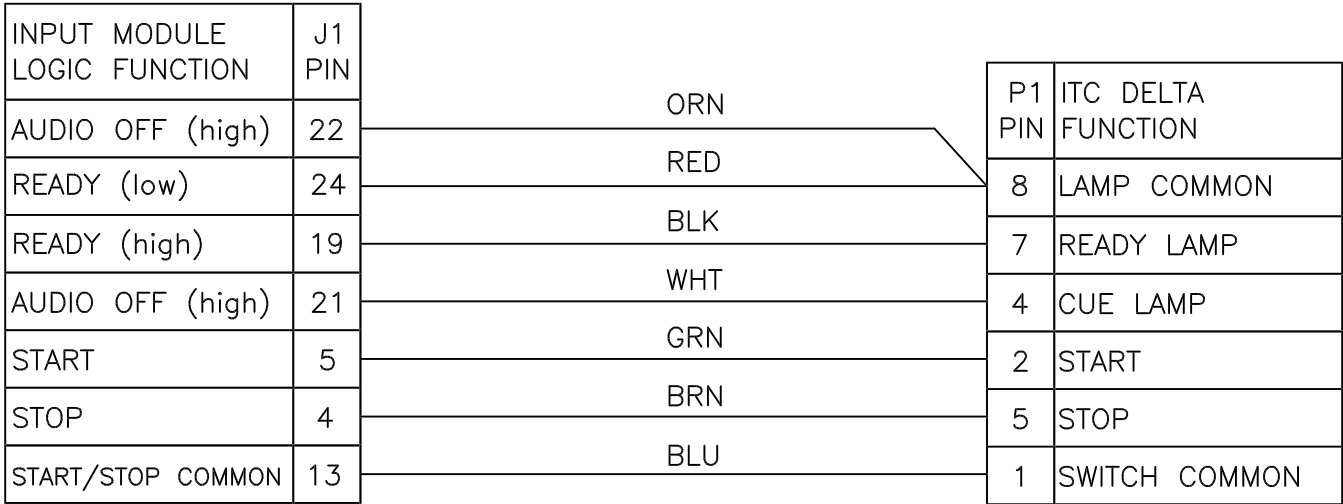 INPUT MODULE
LOGIC FUNCTION
J1
PIN
AUDIO OFF (high) 22
READY (low) 24
READY (high) 19
AUDIO OFF (high) 21
START 5
STOP 4
START/STOP COMMON 13
ORN
RED
BLK
WHT
GRN
BRN
BLU
P1
PIN
ITC DELTA
FUNCTION
8 LAMP COMMON
7 READY LAMP
4 CUE LAMP
2 START
5 STOP
1 SWITCH COMMON